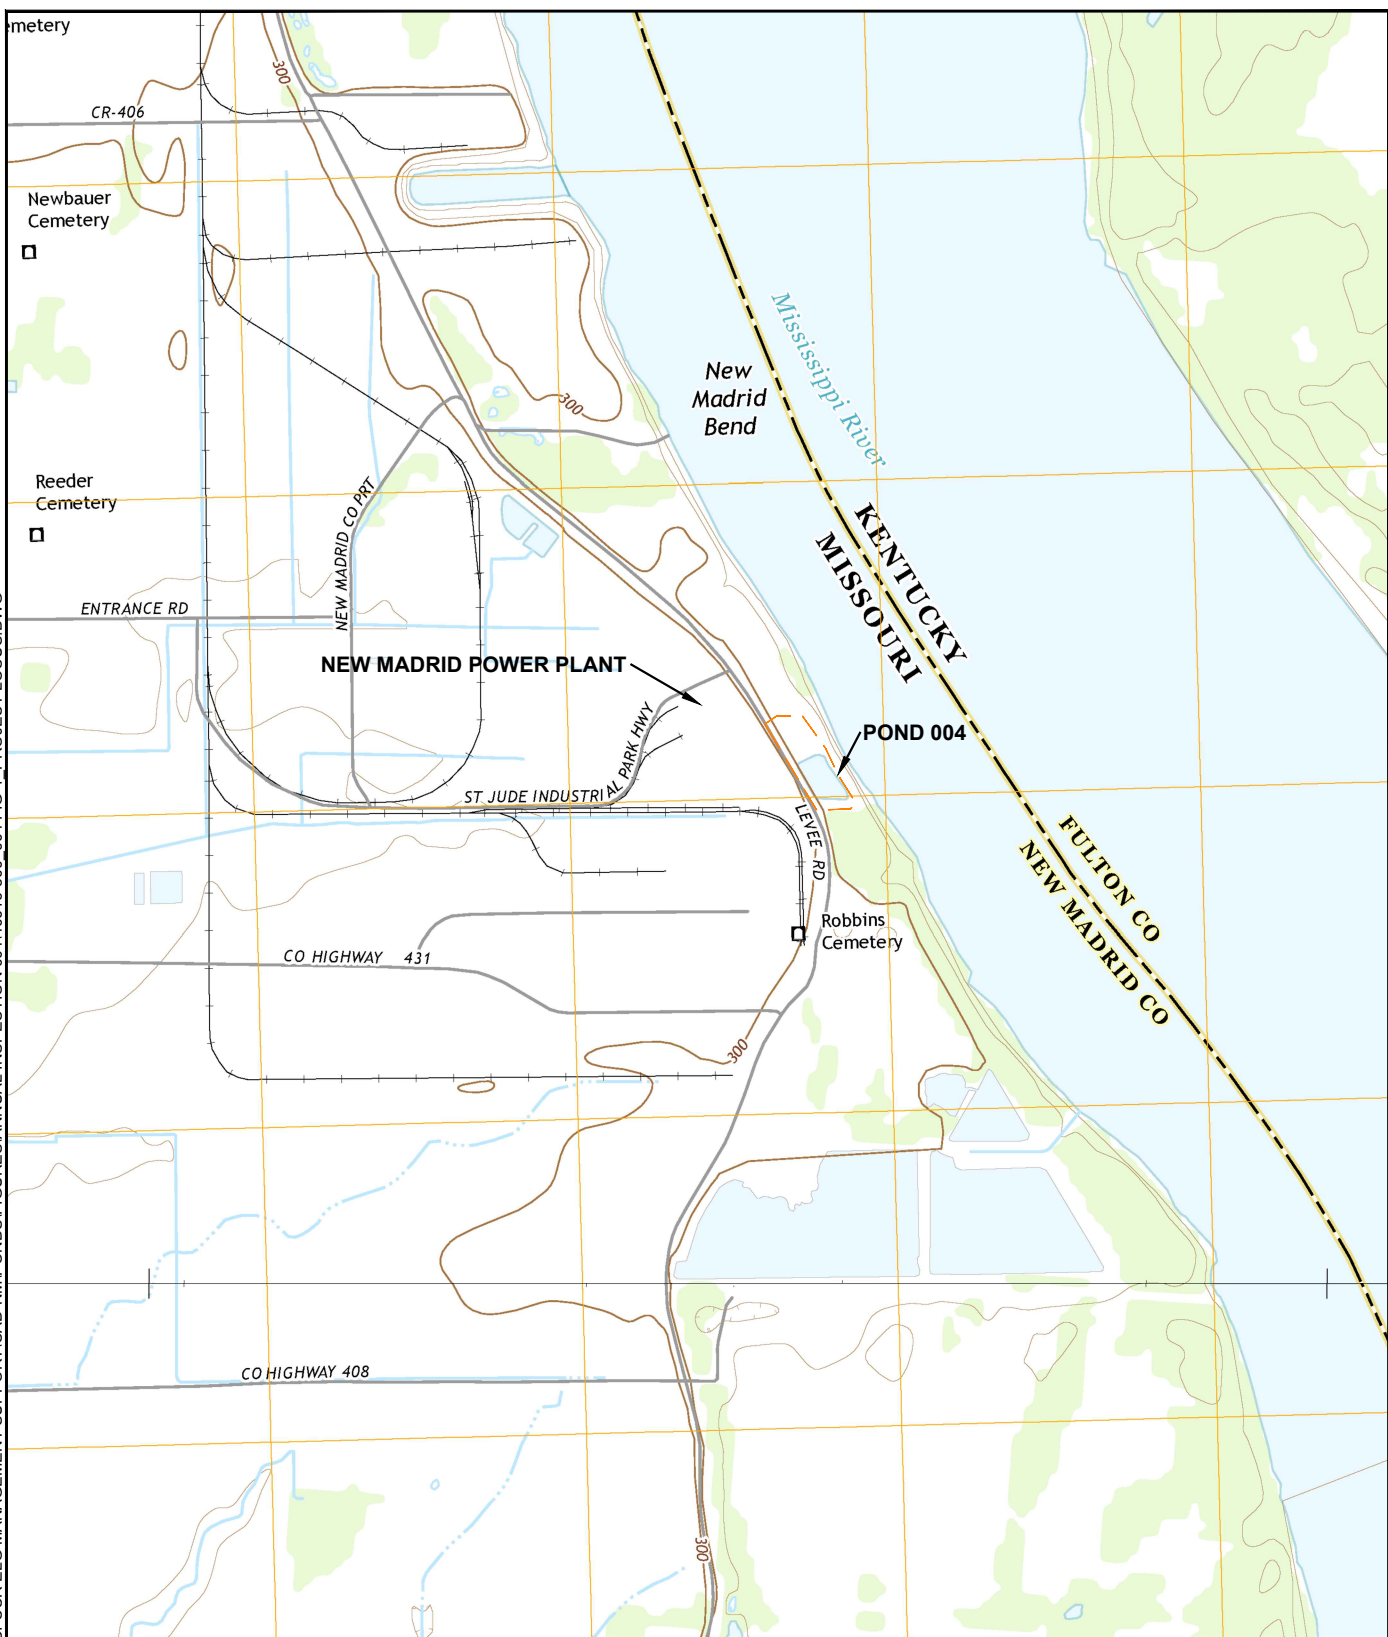 emetery
300
CR-406
Newbauer
Cemetery
Mississippi River
New
Madrid
Bend
300
Reeder
Cemetery
NEW MADRID CO PRT
KENTUCKY
MISSOURI
ENTRANCE RD
NEW MADRID POWER PLANT
POND 004
ST JUDE INDUSTRIAL PARK HWY
LEVEE RD
FULTON CO
NEW MADRID CO
Robbins
Cemetery
CO HIGHWAY 431
300
CO HIGHWAY 408
300